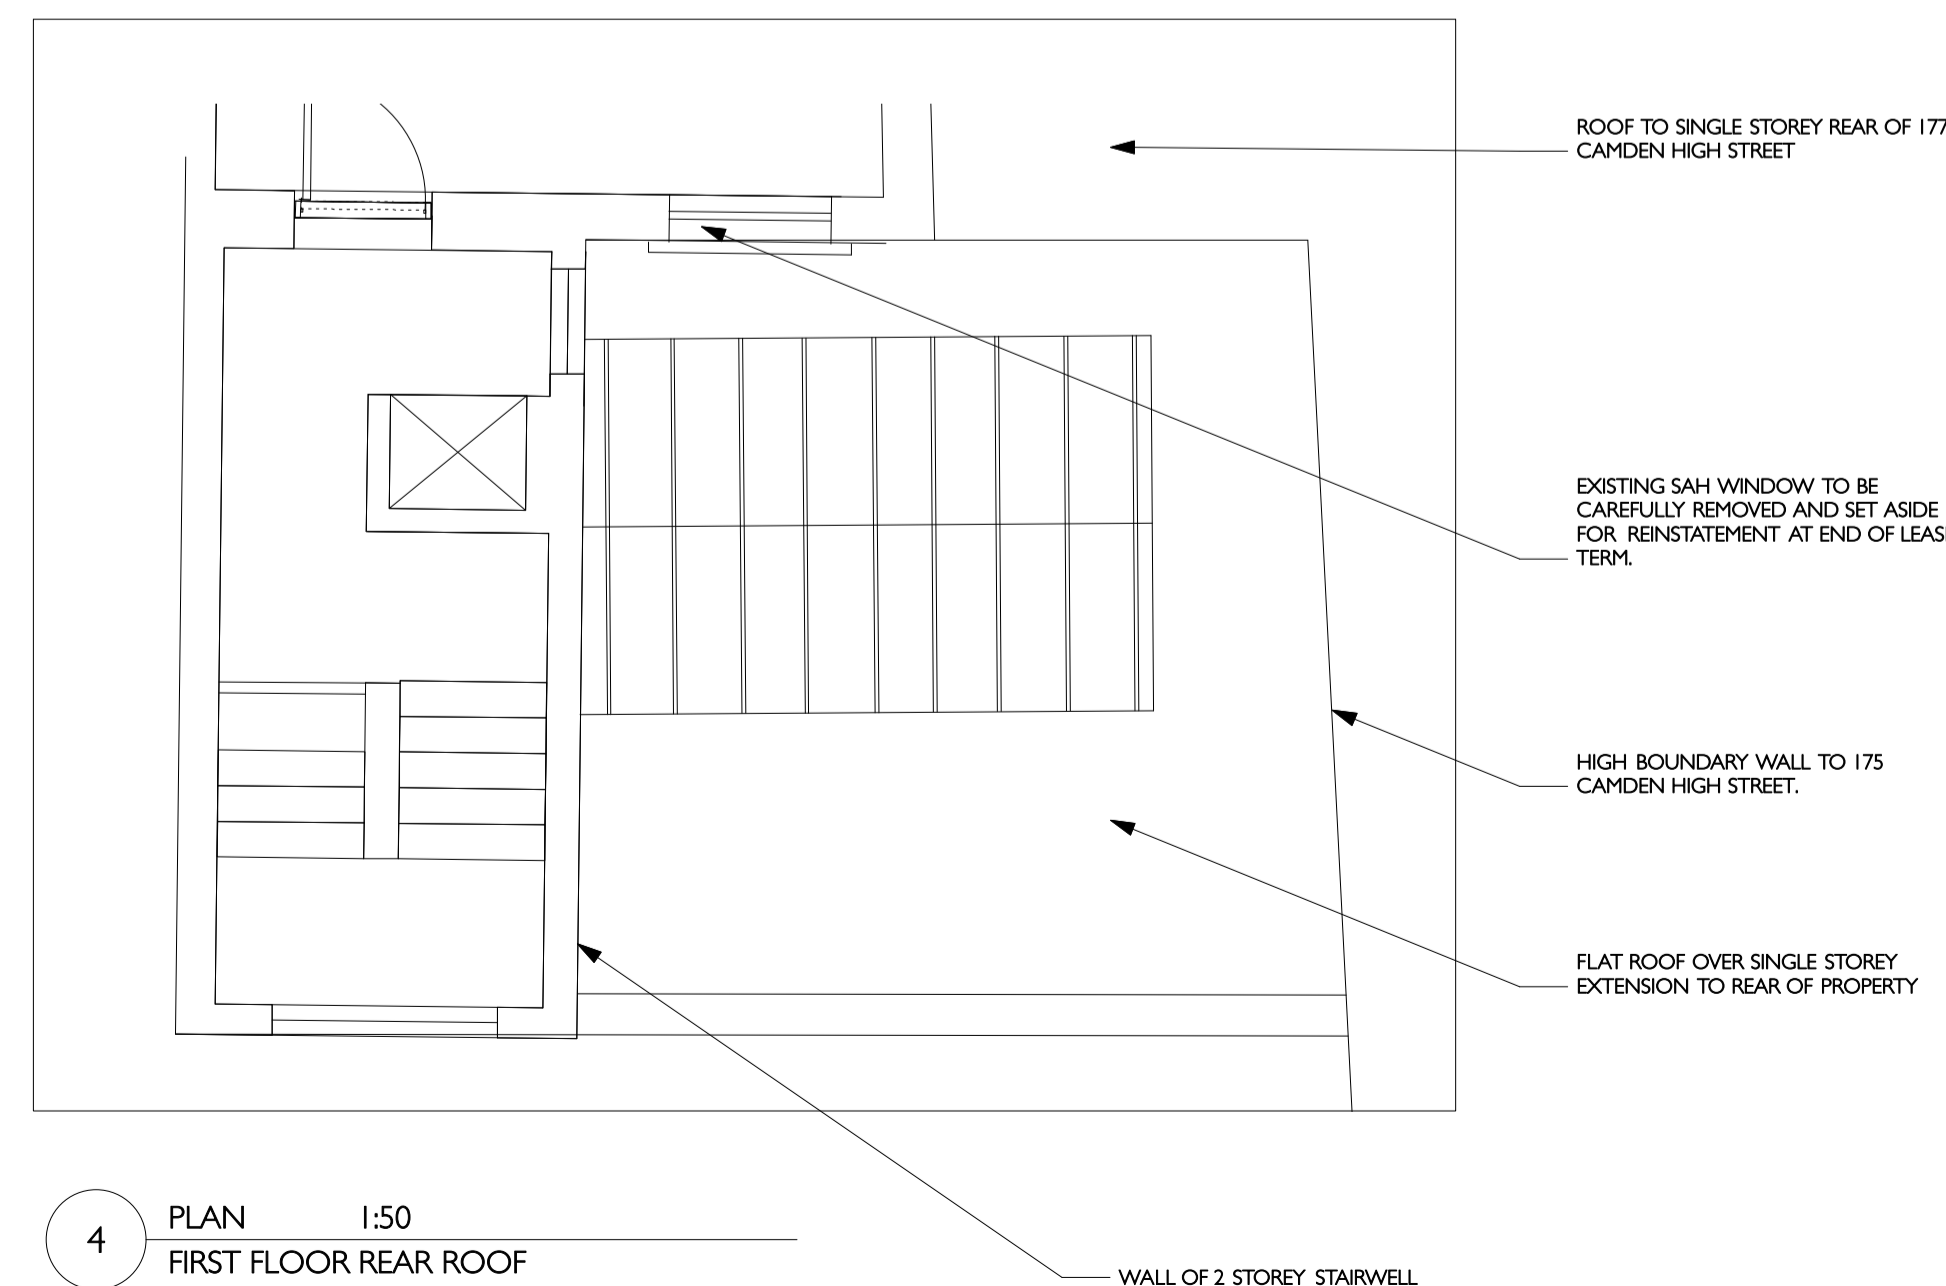 ROOF TO SINGLE STOREY REAR OF 177
CAMDEN HIGH STREET
EXISTING SAH WINDOW TO BE
CAREFULLY REMOVED AND SET ASIDE
FOR REINSTATEMENT AT END OF LEAS
TERM.
HIGH BOUNDARY WALL TO 175
CAMDEN HIGH STREET.
FLAT ROOF OVER SINGLE STOREY
EXTENSION TO REAR OF PROPERTY
4
PLAN 1:50
FIRST FLOOR REAR ROOF
WALL OF 2 STOREY STAIRWELL